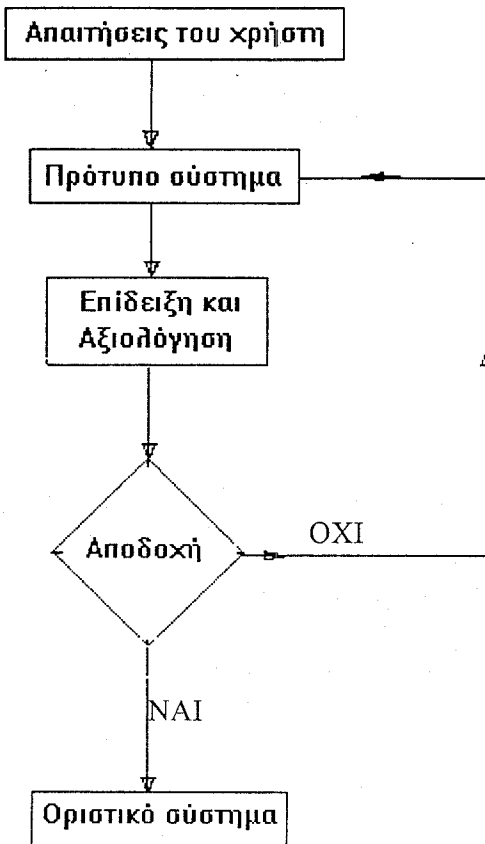 Απαιτήσεις του χρήστη
Πρότυπο σύστημα
Επίδειξη και
Αξιολόγηση
Αποδοχή
ΟΧΙ
ΝΑΙ
Οριστικό σύστημα